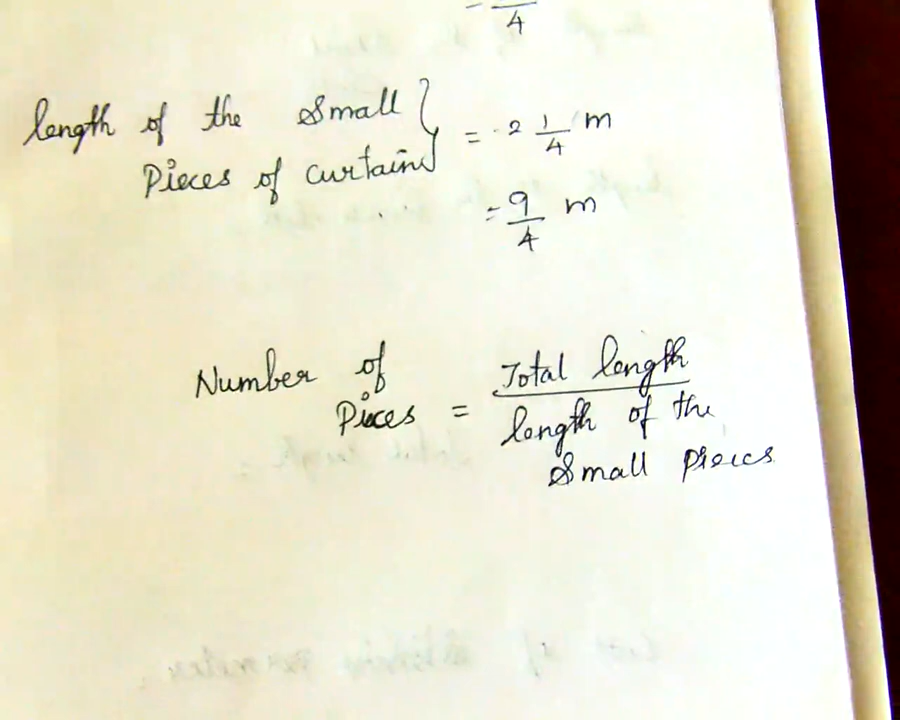 4
length of the Small
Pieces of curtains } = 2 1/4 m
= 9/4 m
Number of
Pieces = Total length
length of the
Small pieces